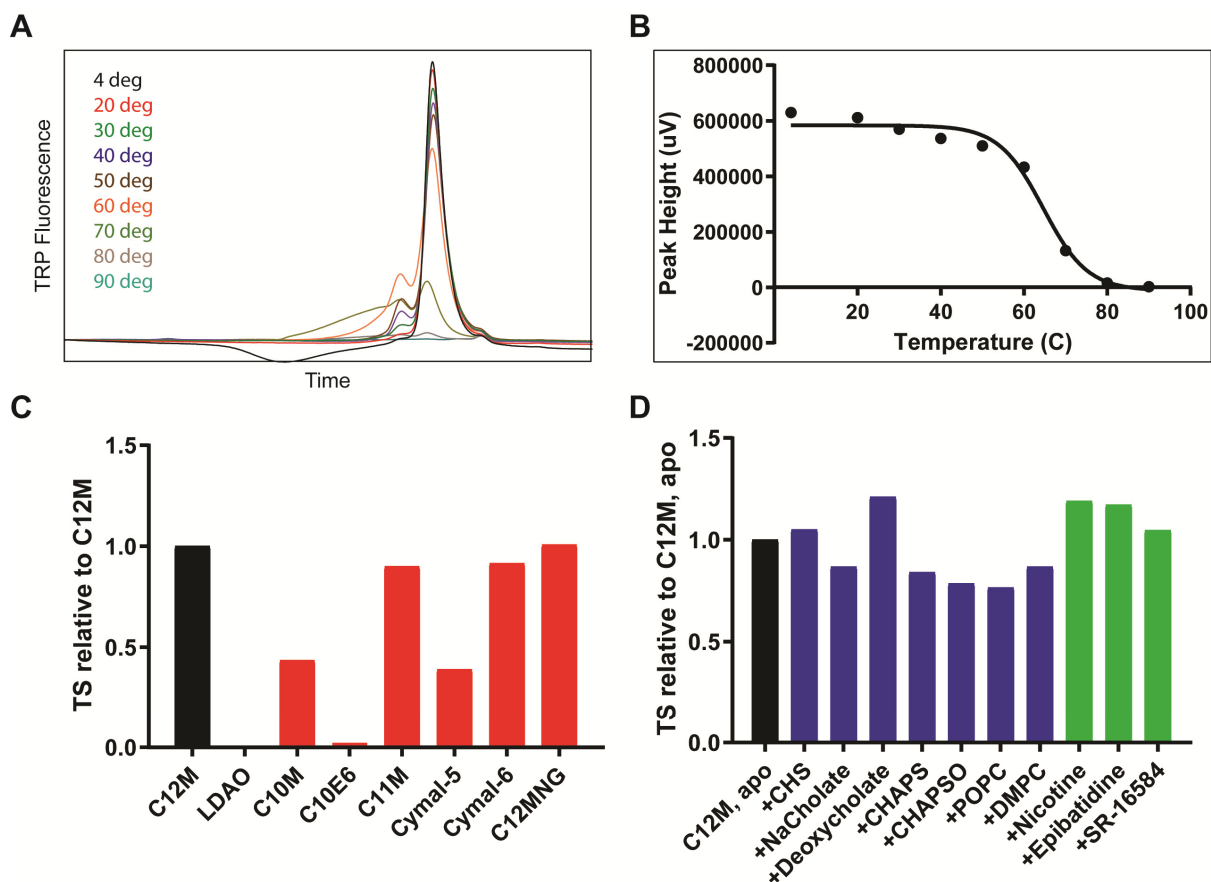 A
TRP Fluorescence
4 deg
20 deg
30 deg
40 deg
50 deg
60 deg
70 deg
80 deg
90 deg
Time
B
Peak Height (uV)
800000
600000
400000
200000
0
-200000
20
40
60
80
100
Temperature (C)
C
TS relative to C12M
1.5
1.0
0.5
0.0
C12M
LDAO
C10M
C10E6
C11M
Cymal-5
Cymal-6
C12MNG
D
TS relative to C12M, apo
1.5
1.0
0.5
0.0
C12M, apo
+CHS
+NaCholate
+Deoxycholate
+CHAPS
+CHAPSO
+POPC
+DMPC
+Nicotine
+Epibatidine
+SR-16584